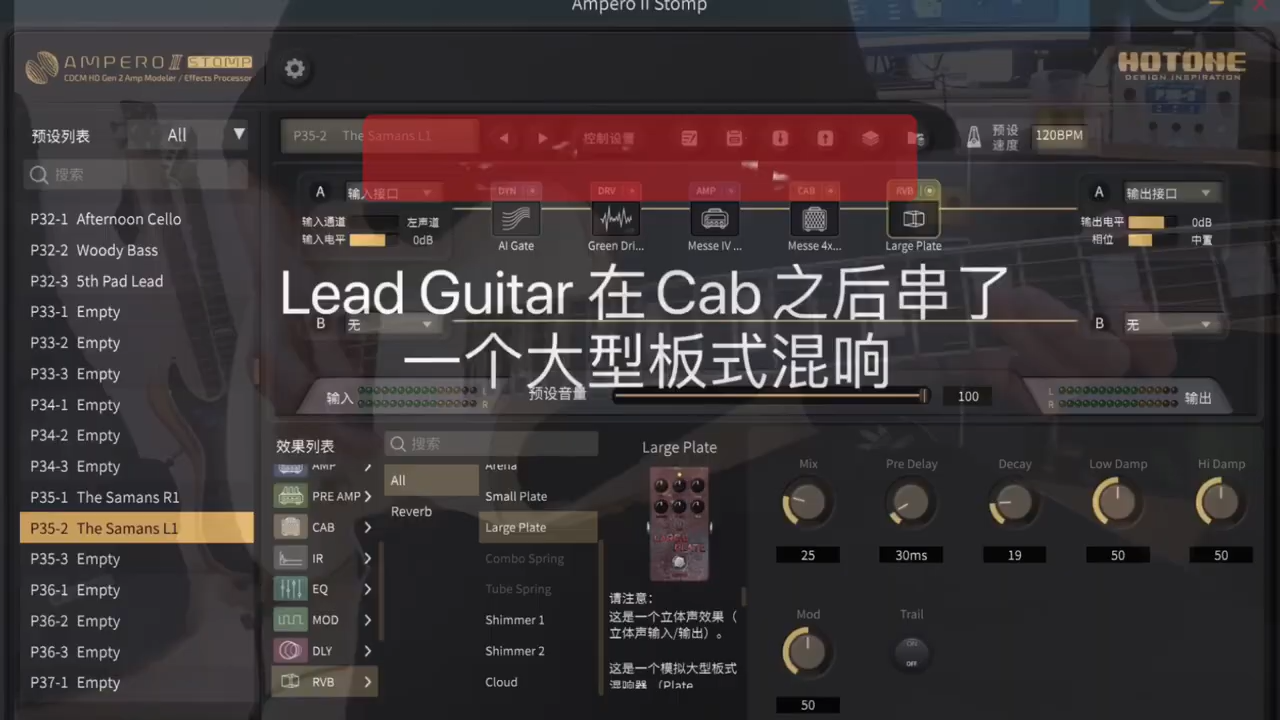 Ampero II Stomp
AMPERO II STOMP
CDCM HD Gen 2 Amp Modeler / Effects Processor
HOTONE
DESIGN INSPIRATION
预设列表
All
P35-2 The Samans L1
控制设置
预设速度
120BPM
搜索
A
输入接口
DYN
DRV
AMP
CAB
RVB
A
输出接口
P32-1 Afternoon Cello
输入通道
左声道
输出电平
0dB
输入电平
0dB
相位
中置
AI Gate
Green Dri...
Messe IV ...
Messe 4x...
Large Plate
P32-2 Woody Bass
P32-3 5th Pad Lead
Lead Guitar 在 Cab 之后串了
一个大型板式混响
P33-1 Empty
B
无
B
无
P33-2 Empty
P33-3 Empty
输入
L
R
预设音量
100
L
R
输出
P34-1 Empty
P34-2 Empty
P34-3 Empty
P35-1 The Samans R1
P35-2 The Samans L1
P35-3 Empty
P36-1 Empty
P36-2 Empty
P36-3 Empty
P37-1 Empty
效果列表
搜索
AMP
PRE AMP
CAB
IR
EQ
MOD
DLY
RVB
All
Reverb
Arena
Small Plate
Large Plate
Combo Spring
Tube Spring
Shimmer 1
Shimmer 2
Cloud
Large Plate
请注意:
这是一个立体声效果（
立体声输入/输出）。
这是一个模拟大型板式
混响器 （Plate
Mix
Pre Delay
Decay
Low Damp
Hi Damp
25
30ms
19
50
50
Mod
Trail
ON
OFF
50